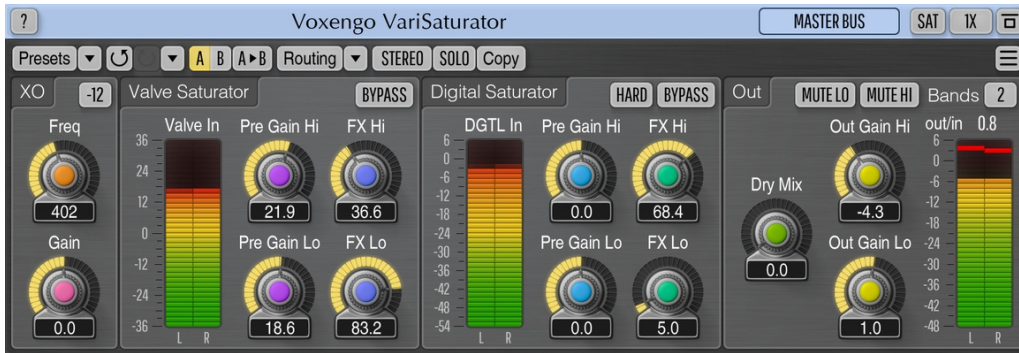 ? Voxengo VariSaturator MASTER BUS SAT 1X
Presets A B A▸B Routing STEREO SOLO Copy
XO -12 Valve Saturator BYPASS Digital Saturator HARD BYPASS Out MUTE LO MUTE HI Bands 2
Freq Valve In Pre Gain Hi FX Hi DGTL In Pre Gain Hi FX Hi Out Gain Hi out/in 0.8
402 21.9 36.6 0.0 68.4 -4.3
36 24 12 0 -12 -24 -36
6 0 -6 -12 -18 -24 -30 -36 -42 -48 -54
Dry Mix
0.0
6 0 -6 -12 -18 -24 -30 -36 -42 -48
Gain Pre Gain Lo FX Lo Pre Gain Lo FX Lo Out Gain Lo
0.0 18.6 83.2 0.0 5.0 1.0
L R L R L R